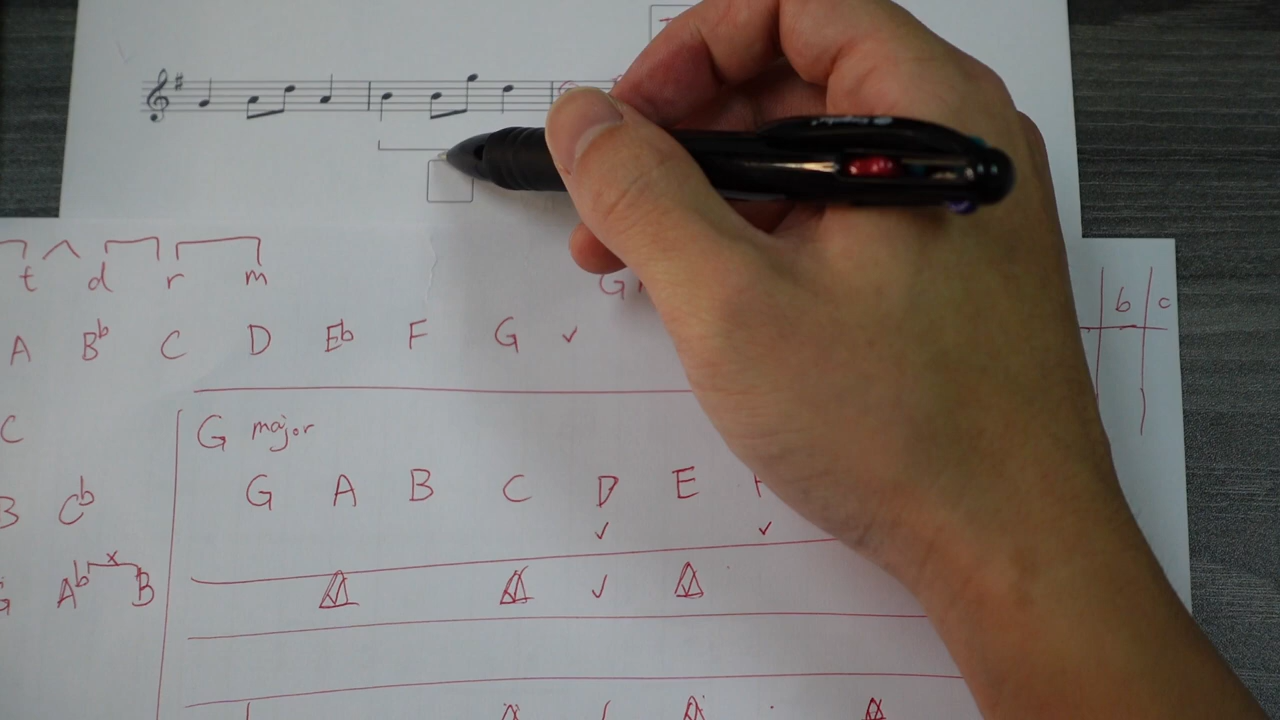 t d r m
A B♭ C D E♭ F G ✓
b c
C
G major
B C♭
G A B C D E
A♭ B